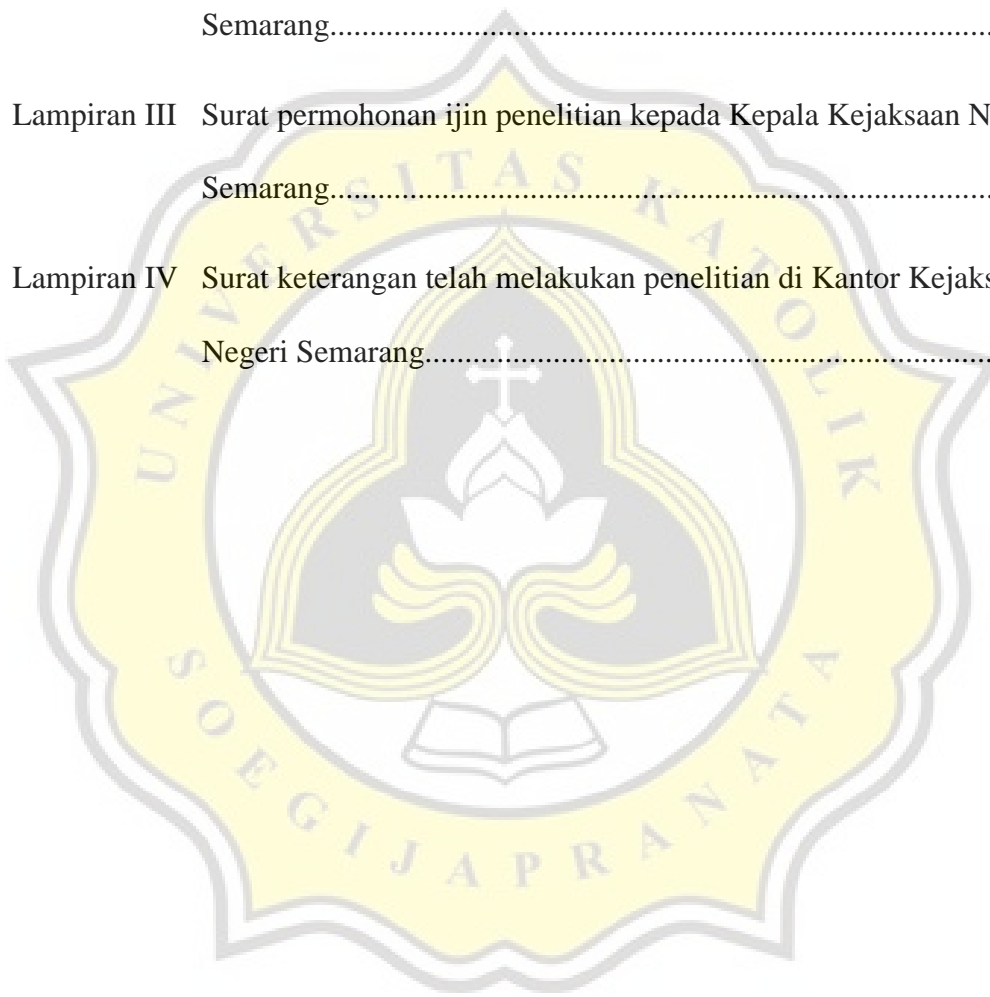 Semarang...................................................................................
Lampiran III Surat permohonan ijin penelitian kepada Kepala Kejaksaan N
Semarang...................................................................................
Lampiran IV Surat keterangan telah melakukan penelitian di Kantor Kejaks
Negeri Semarang.......................................................................
UNIVERSITAS KATOLIK
SOEGIJAPRANATA